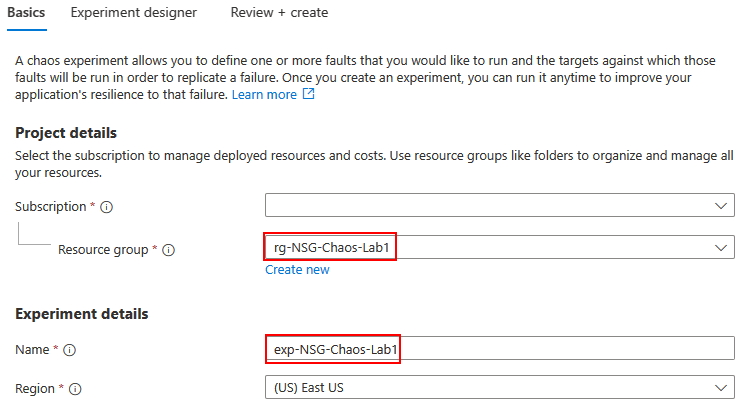 Basics Experiment designer Review + create
A chaos experiment allows you to define one or more faults that you would like to run and the targets against which those
faults will be run in order to replicate a failure. Once you create an experiment, you can run it anytime to improve your
application's resilience to that failure. Learn more
Project details
Select the subscription to manage deployed resources and costs. Use resource groups like folders to organize and manage all
your resources.
Subscription *
Resource group * rg-NSG-Chaos-Lab1
Create new
Experiment details
Name * exp-NSG-Chaos-Lab1
Region * (US) East US